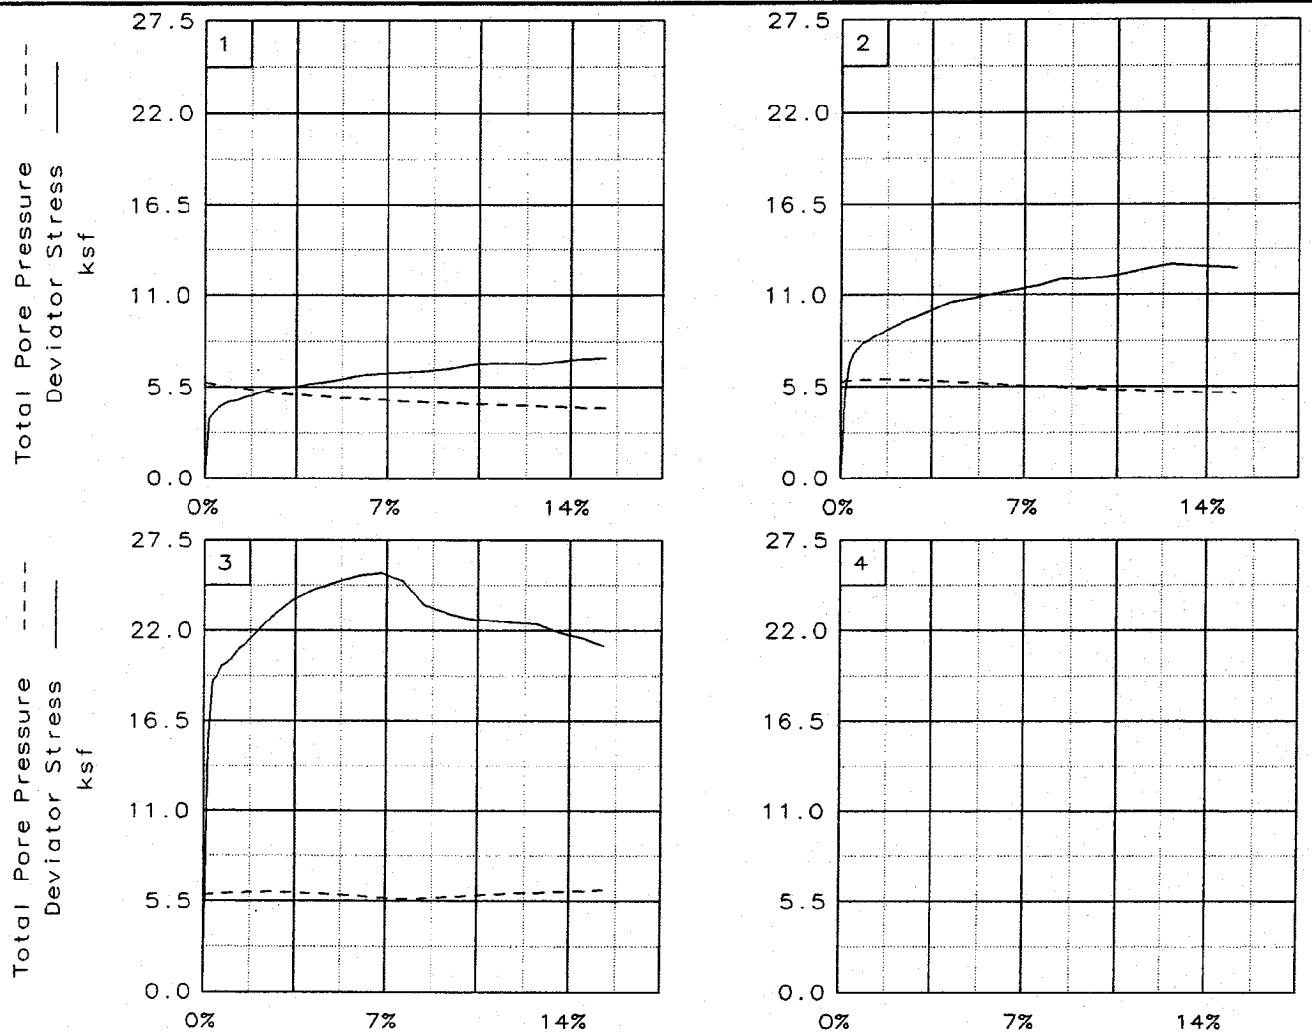 Total Pore Pressure ----
Deviator Stress ——
ksf
27.5
22.0
16.5
11.0
5.5
0.0
1
0% 7% 14%
27.5
22.0
16.5
11.0
5.5
0.0
2
0% 7% 14%
Total Pore Pressure ----
Deviator Stress ——
ksf
27.5
22.0
16.5
11.0
5.5
0.0
3
0% 7% 14%
27.5
22.0
16.5
11.0
5.5
0.0
4
0% 7% 14%